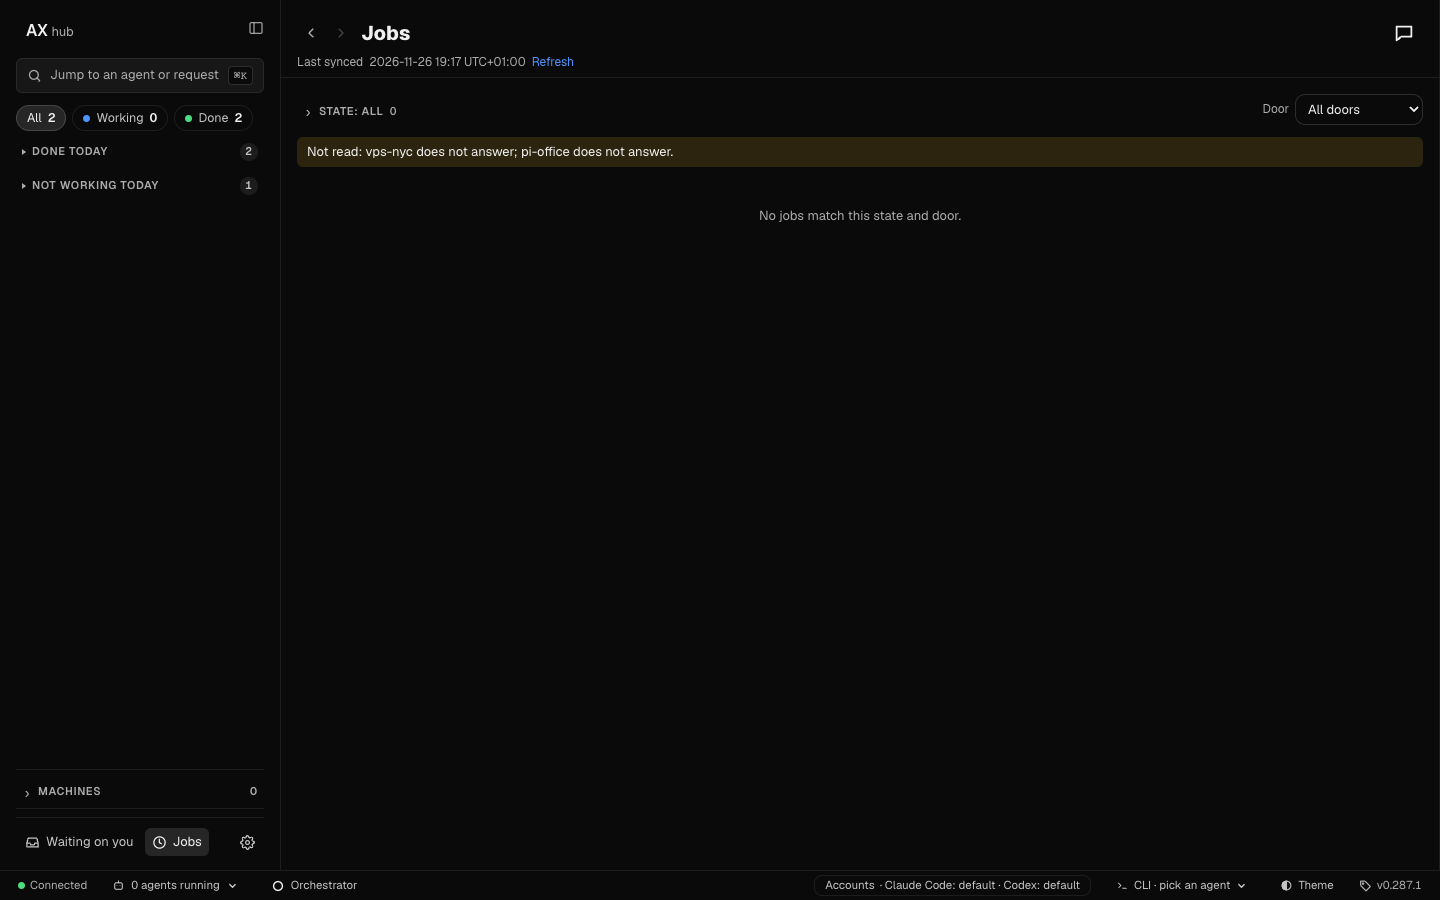 AX hub
Jump to an agent or request ⌘K
All 2 Working 0 Done 2
DONE TODAY 2
NOT WORKING TODAY 1
MACHINES 0
Waiting on you Jobs
Jobs
Last synced 2026-11-26 19:17 UTC+01:00 Refresh
STATE: ALL 0
Door All doors
Not read: vps-nyc does not answer; pi-office does not answer.
No jobs match this state and door.
Connected 0 agents running Orchestrator Accounts · Claude Code: default · Codex: default CLI · pick an agent Theme v0.287.1